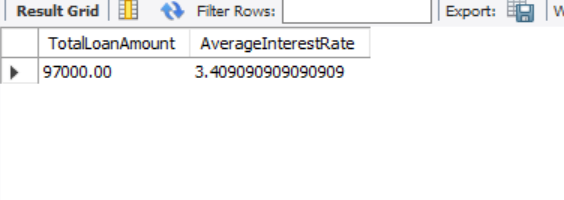 Result Grid Filter Rows: Export: W
TotalLoanAmount AverageInterestRate
97000.00 3.409090909090909